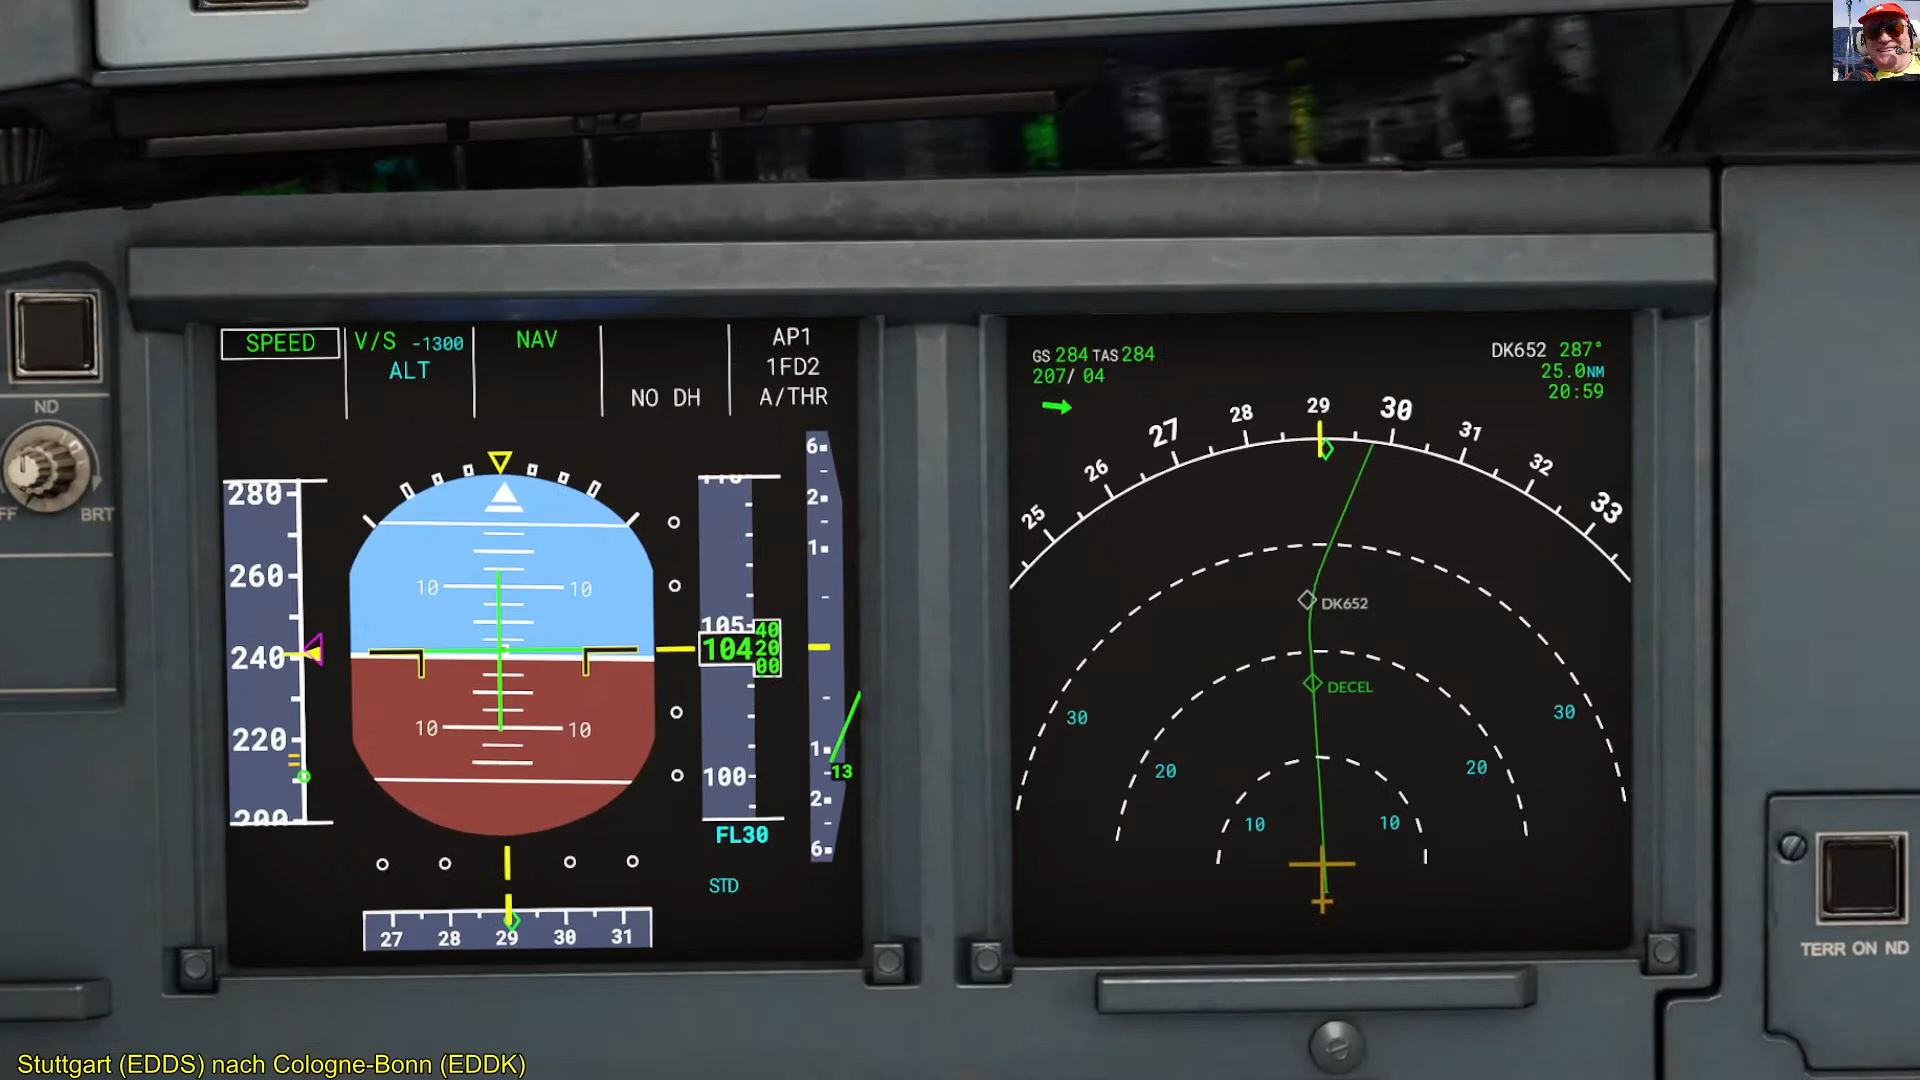 ND
FF
BRT
SPEED
V/S -1300
ALT
NAV
NO DH
AP1
1FD2
A/THR
280
260
240
220
200
10 10
10 10
110
105
104
40
20
00
100
FL30
STD
6
2
1
1
13
2
6
27 28 29 30 31
GS 284 TAS 284
207/ 04
DK652 287°
25.0NM
20:59
25 26 27 28 29 30 31 32 33
DK652
DECEL
30 30
20 20
10 10
TERR ON ND
Stuttgart (EDDS) nach Cologne-Bonn (EDDK)